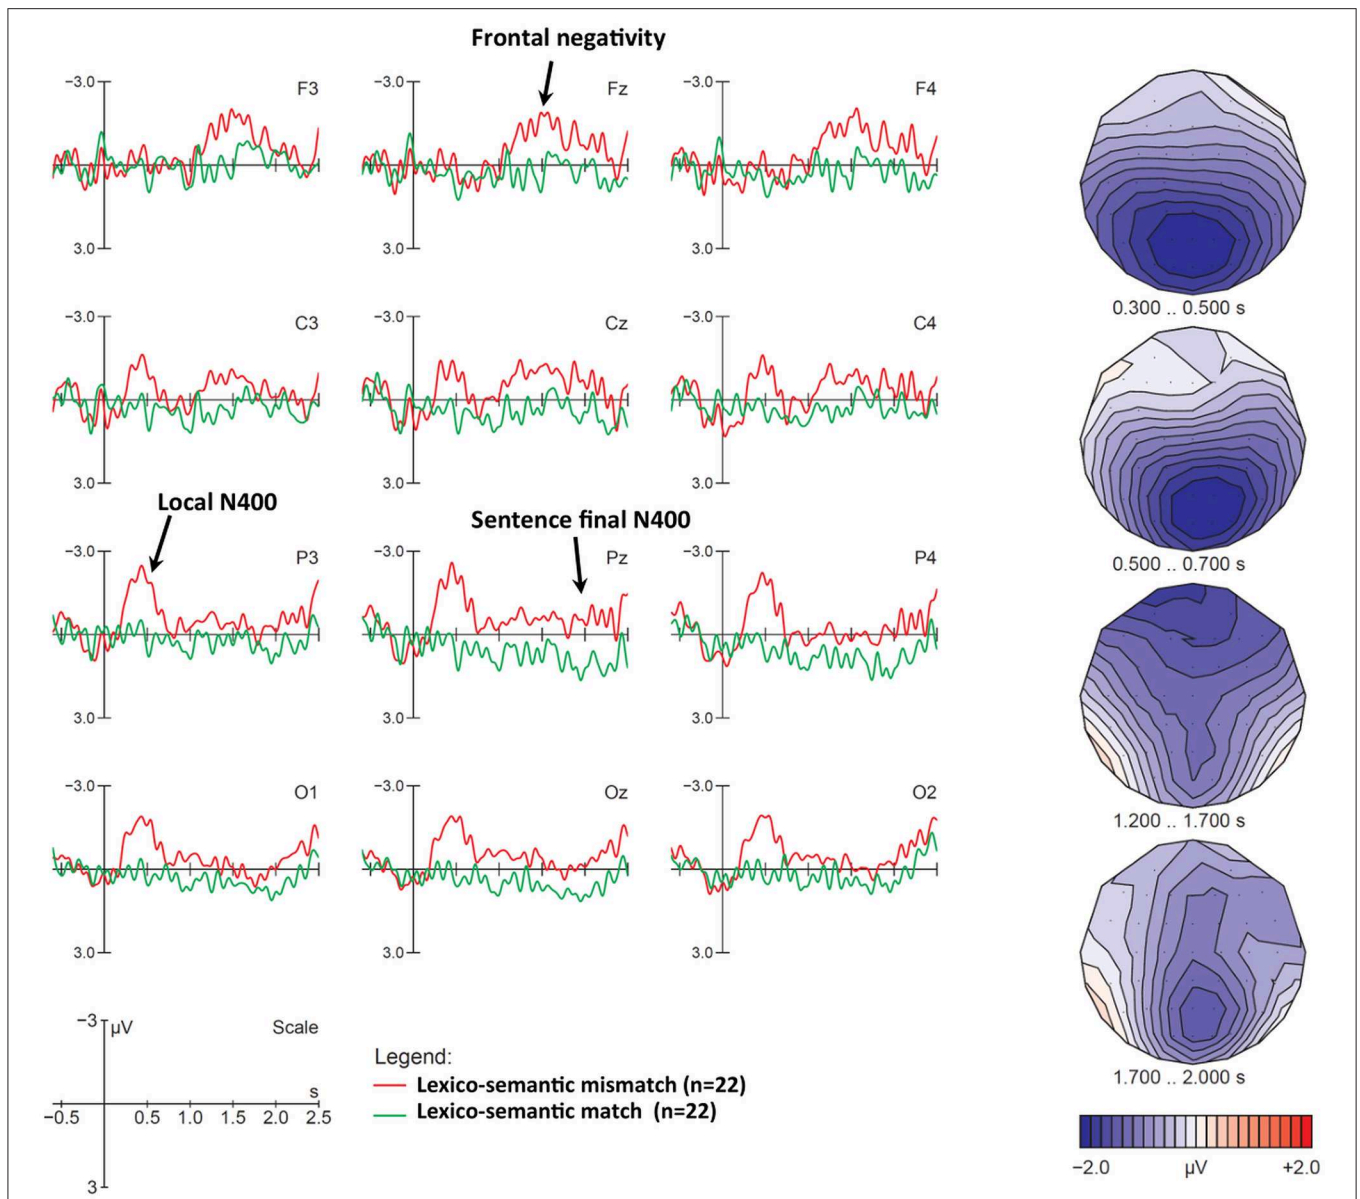 Frontal negativity
−3.0 F3
3.0
−3.0 Fz
3.0
−3.0 F4
3.0
0.300 .. 0.500 s
−3.0 C3
3.0
−3.0 Cz
3.0
−3.0 C4
3.0
0.500 .. 0.700 s
Local N400
Sentence final N400
−3.0 P3
3.0
−3.0 Pz
3.0
−3.0 P4
3.0
1.200 .. 1.700 s
−3.0 O1
3.0
−3.0 Oz
3.0
−3.0 O2
3.0
1.700 .. 2.000 s
−3 µV Scale
s
−0.5 0.5 1.0 1.5 2.0 2.5
3
Legend:
Lexico-semantic mismatch (n=22)
Lexico-semantic match (n=22)
−2.0 µV +2.0